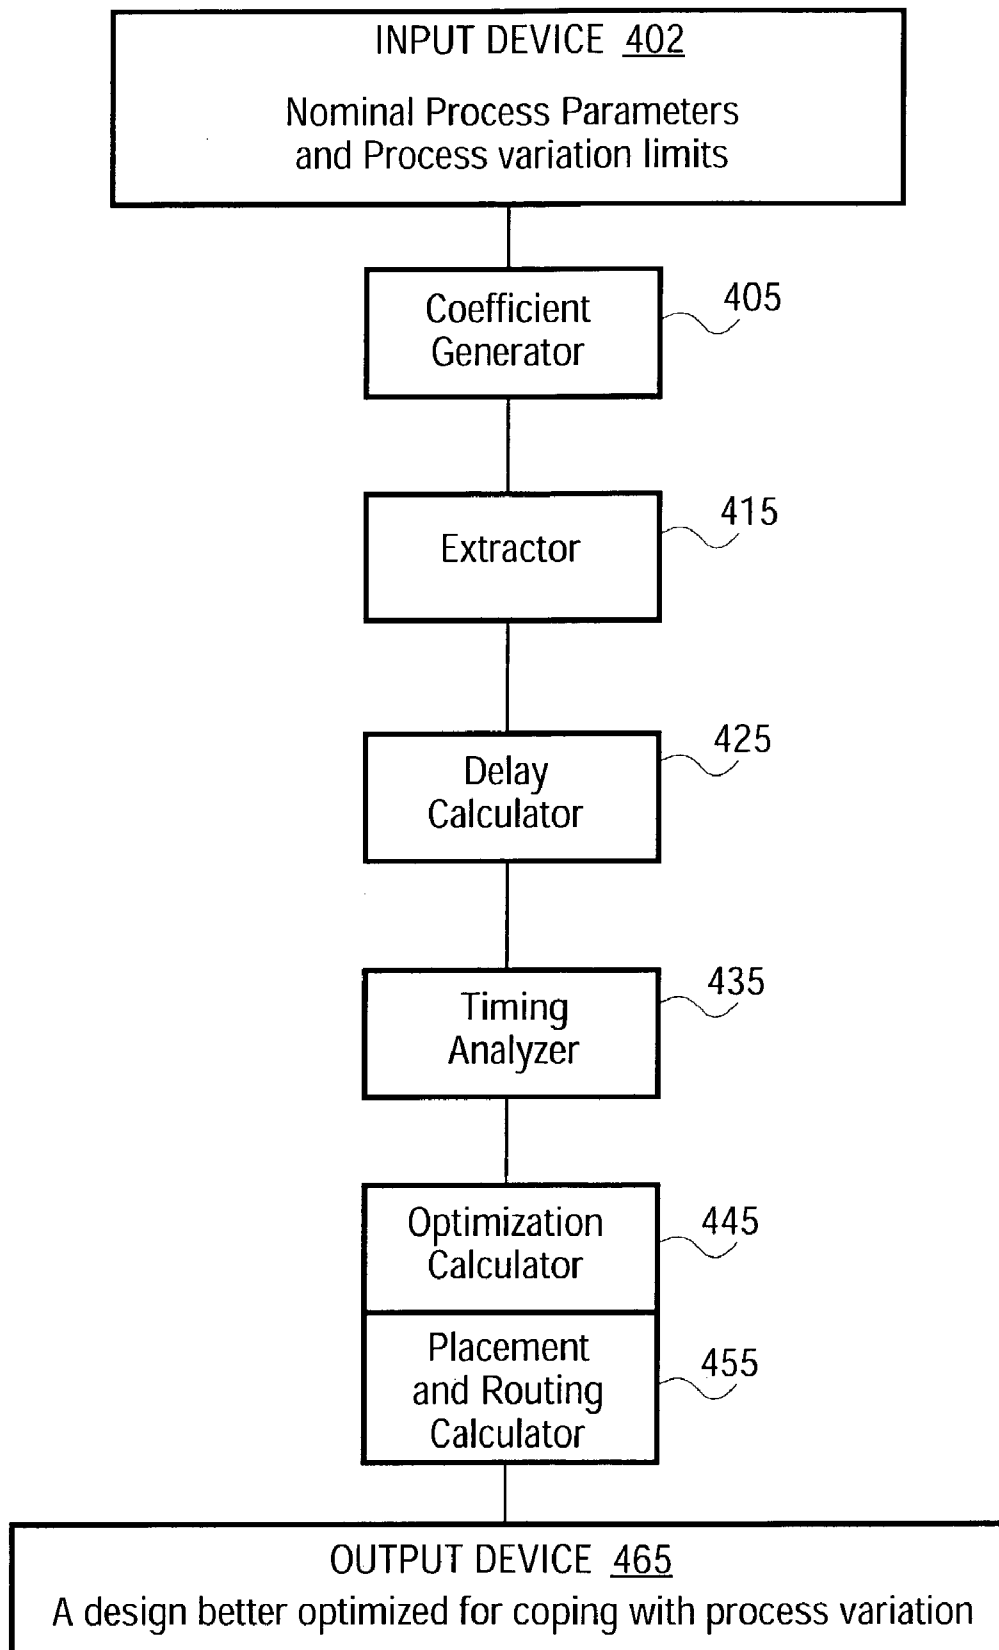 INPUT DEVICE 402
Nominal Process Parameters
and Process variation limits
Coefficient
Generator
405
Extractor
415
Delay
Calculator
425
Timing
Analyzer
435
Optimization
Calculator
445
Placement
and Routing
Calculator
455
OUTPUT DEVICE 465
A design better optimized for coping with process variation